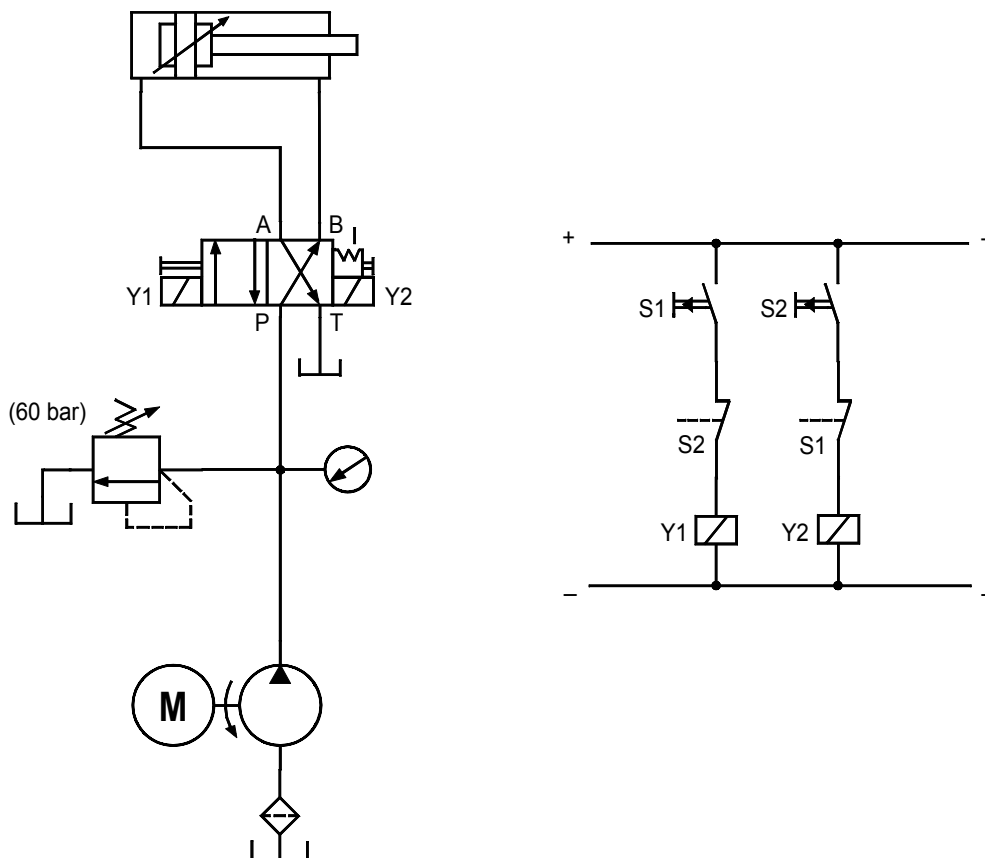 A B
Y1 Y2
P T
(60 bar)
M
+ -
S1 S2
S2 S1
Y1 Y2
– -